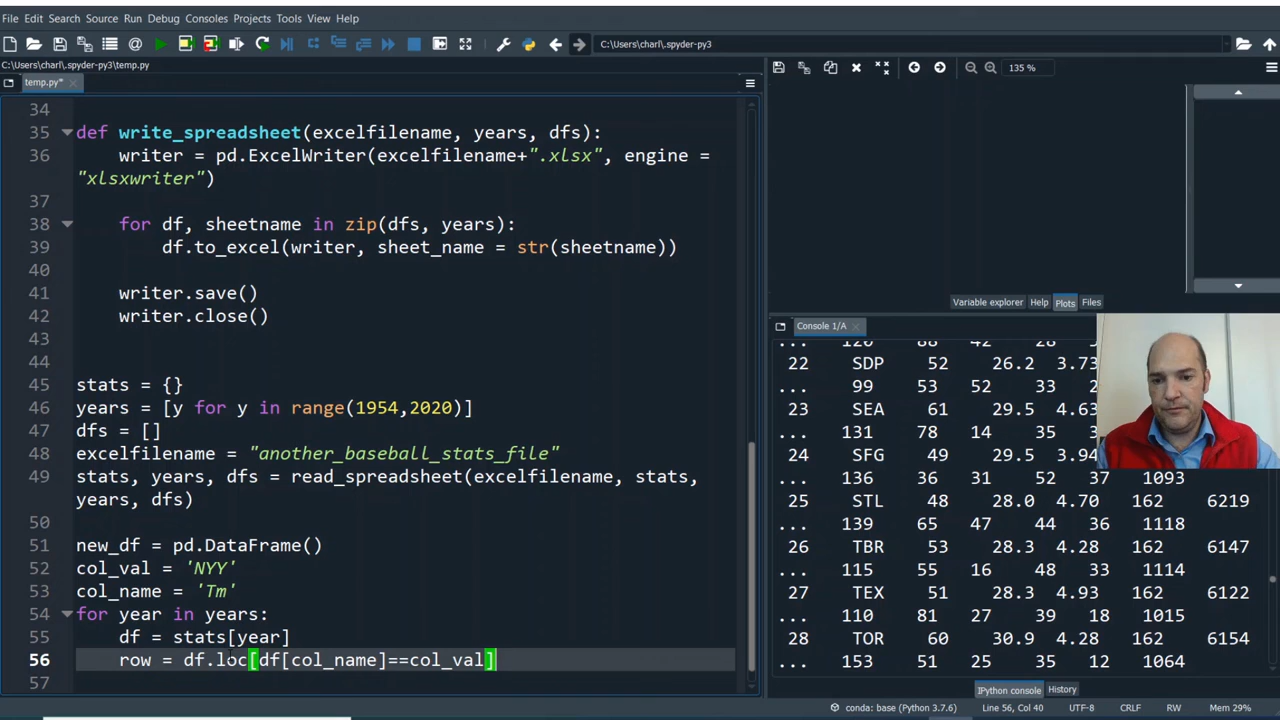 File Edit Search Source Run Debug Consoles Projects Tools View Help
C:\Users\charl\.spyder-py3
C:\Users\charl\.spyder-py3\temp.py
temp.py*
34
35 def write_spreadsheet(excelfilename, years, dfs):
36 writer = pd.ExcelWriter(excelfilename+".xlsx", engine =
"xlsxwriter")
37
38 for df, sheetname in zip(dfs, years):
39 df.to_excel(writer, sheet_name = str(sheetname))
40
41 writer.save()
42 writer.close()
43
44
45 stats = {}
46 years = [y for y in range(1954,2020)]
47 dfs = []
48 excelfilename = "another_baseball_stats_file"
49 stats, years, dfs = read_spreadsheet(excelfilename, stats,
years, dfs)
50
51 new_df = pd.DataFrame()
52 col_val = 'NYY'
53 col_name = 'Tm'
54 for year in years:
55 df = stats[year]
56 row = df.loc[df[col_name]==col_val]
57
135 %
Variable explorer Help Plots Files
Console 1/A
... 120 88 42 28
22 SDP 52 26.2 3.73
... 99 53 52 33
23 SEA 61 29.5 4.63
... 131 78 14 35
24 SFG 49 29.5 3.94
... 136 36 31 52 37 1093
25 STL 48 28.0 4.70 162 6219
... 139 65 47 44 36 1118
26 TBR 53 28.3 4.28 162 6147
... 115 55 16 48 33 1114
27 TEX 51 28.3 4.28 162 6122
... 110 81 27 39 18 1015
28 TOR 60 30.9 4.28 162 6154
... 153 51 25 35 31 1064
IPython console History
conda: base (Python 3.7.6) Line 56, Col 40 UTF-8 CRLF RW Mem 29%